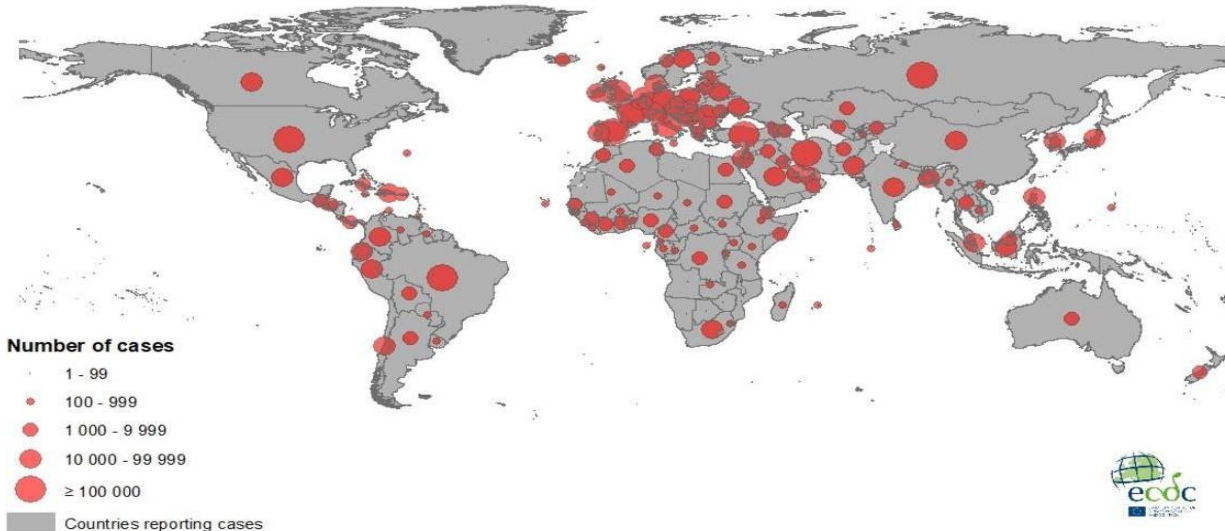 Number of cases
1 - 99
100 - 999
1 000 - 9 999
10 000 - 99 999
≥ 100 000
Countries reporting cases
ecdc